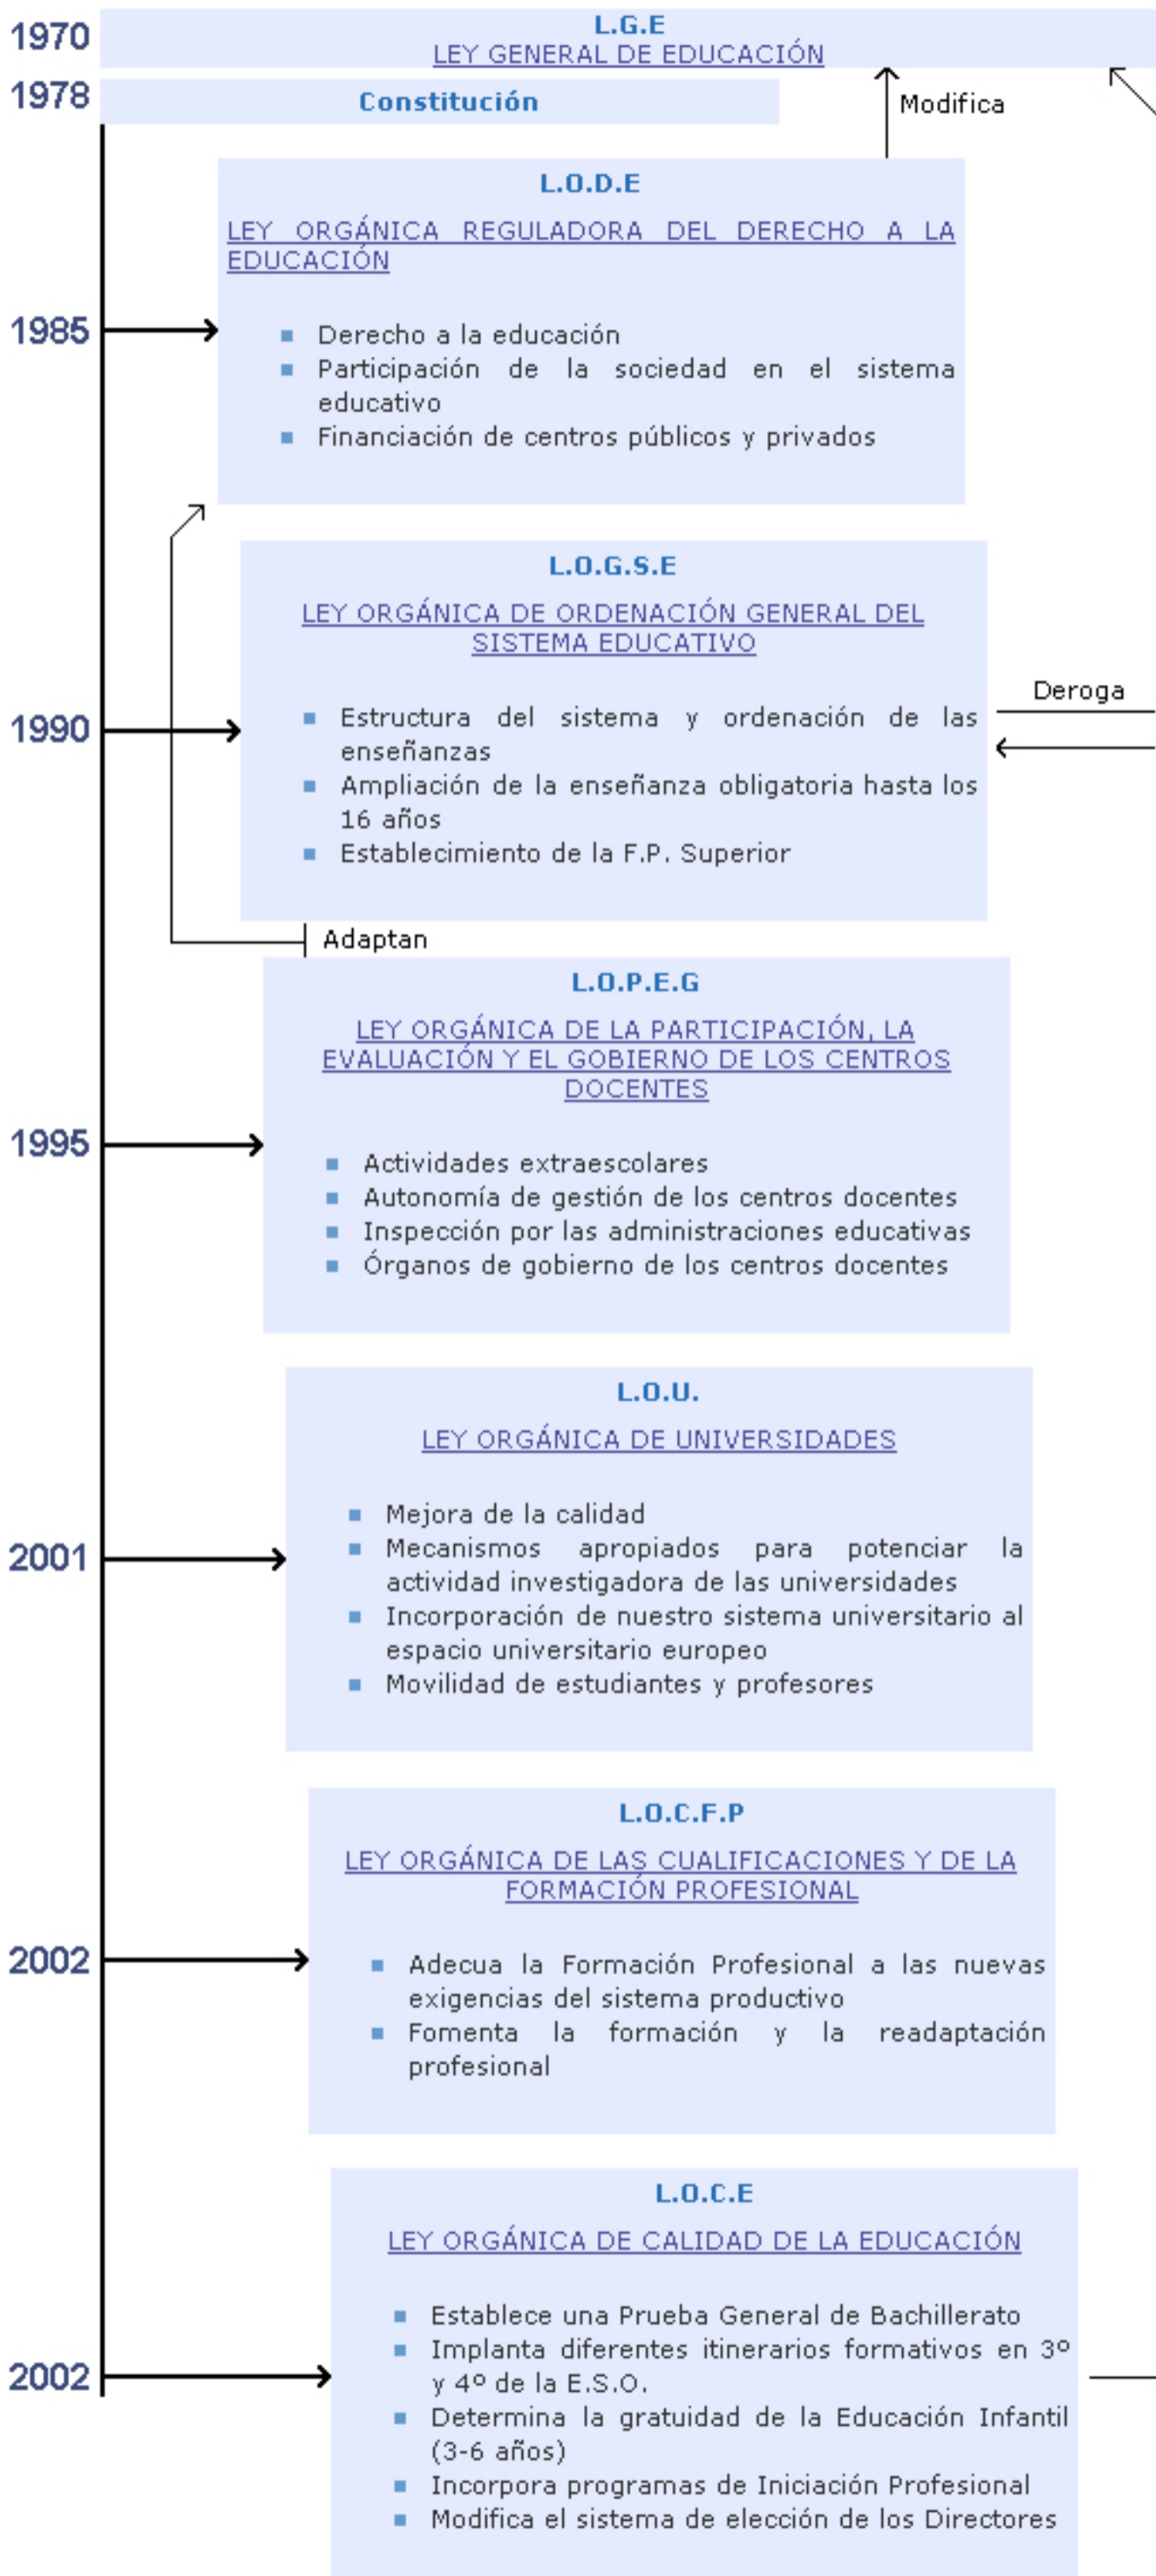 1970
L.G.E
LEY GENERAL DE EDUCACIÓN
1978
Constitución
Modifica
L.O.D.E
LEY ORGÁNICA REGULADORA DEL DERECHO A LA
EDUCACIÓN
1985
Derecho a la educación
Participación de la sociedad en el sistema
educativo
Financiación de centros públicos y privados
L.O.G.S.E
LEY ORGÁNICA DE ORDENACIÓN GENERAL DEL
SISTEMA EDUCATIVO
Deroga
1990
Estructura del sistema y ordenación de las
enseñanzas
Ampliación de la enseñanza obligatoria hasta los
16 años
Establecimiento de la F.P. Superior
Adaptan
L.O.P.E.G
LEY ORGÁNICA DE LA PARTICIPACIÓN, LA
EVALUACIÓN Y EL GOBIERNO DE LOS CENTROS
DOCENTES
1995
Actividades extraescolares
Autonomía de gestión de los centros docentes
Inspección por las administraciones educativas
Órganos de gobierno de los centros docentes
L.O.U.
LEY ORGÁNICA DE UNIVERSIDADES
2001
Mejora de la calidad
Mecanismos apropiados para potenciar la
actividad investigadora de las universidades
Incorporación de nuestro sistema universitario al
espacio universitario europeo
Movilidad de estudiantes y profesores
L.O.C.F.P
LEY ORGÁNICA DE LAS CUALIFICACIONES Y DE LA
FORMACIÓN PROFESIONAL
2002
Adecua la Formación Profesional a las nuevas
exigencias del sistema productivo
Fomenta la formación y la readaptación
profesional
L.O.C.E
LEY ORGÁNICA DE CALIDAD DE LA EDUCACIÓN
2002
Establece una Prueba General de Bachillerato
Implanta diferentes itinerarios formativos en 3º
y 4º de la E.S.O.
Determina la gratuidad de la Educación Infantil
(3-6 años)
Incorpora programas de Iniciación Profesional
Modifica el sistema de elección de los Directores